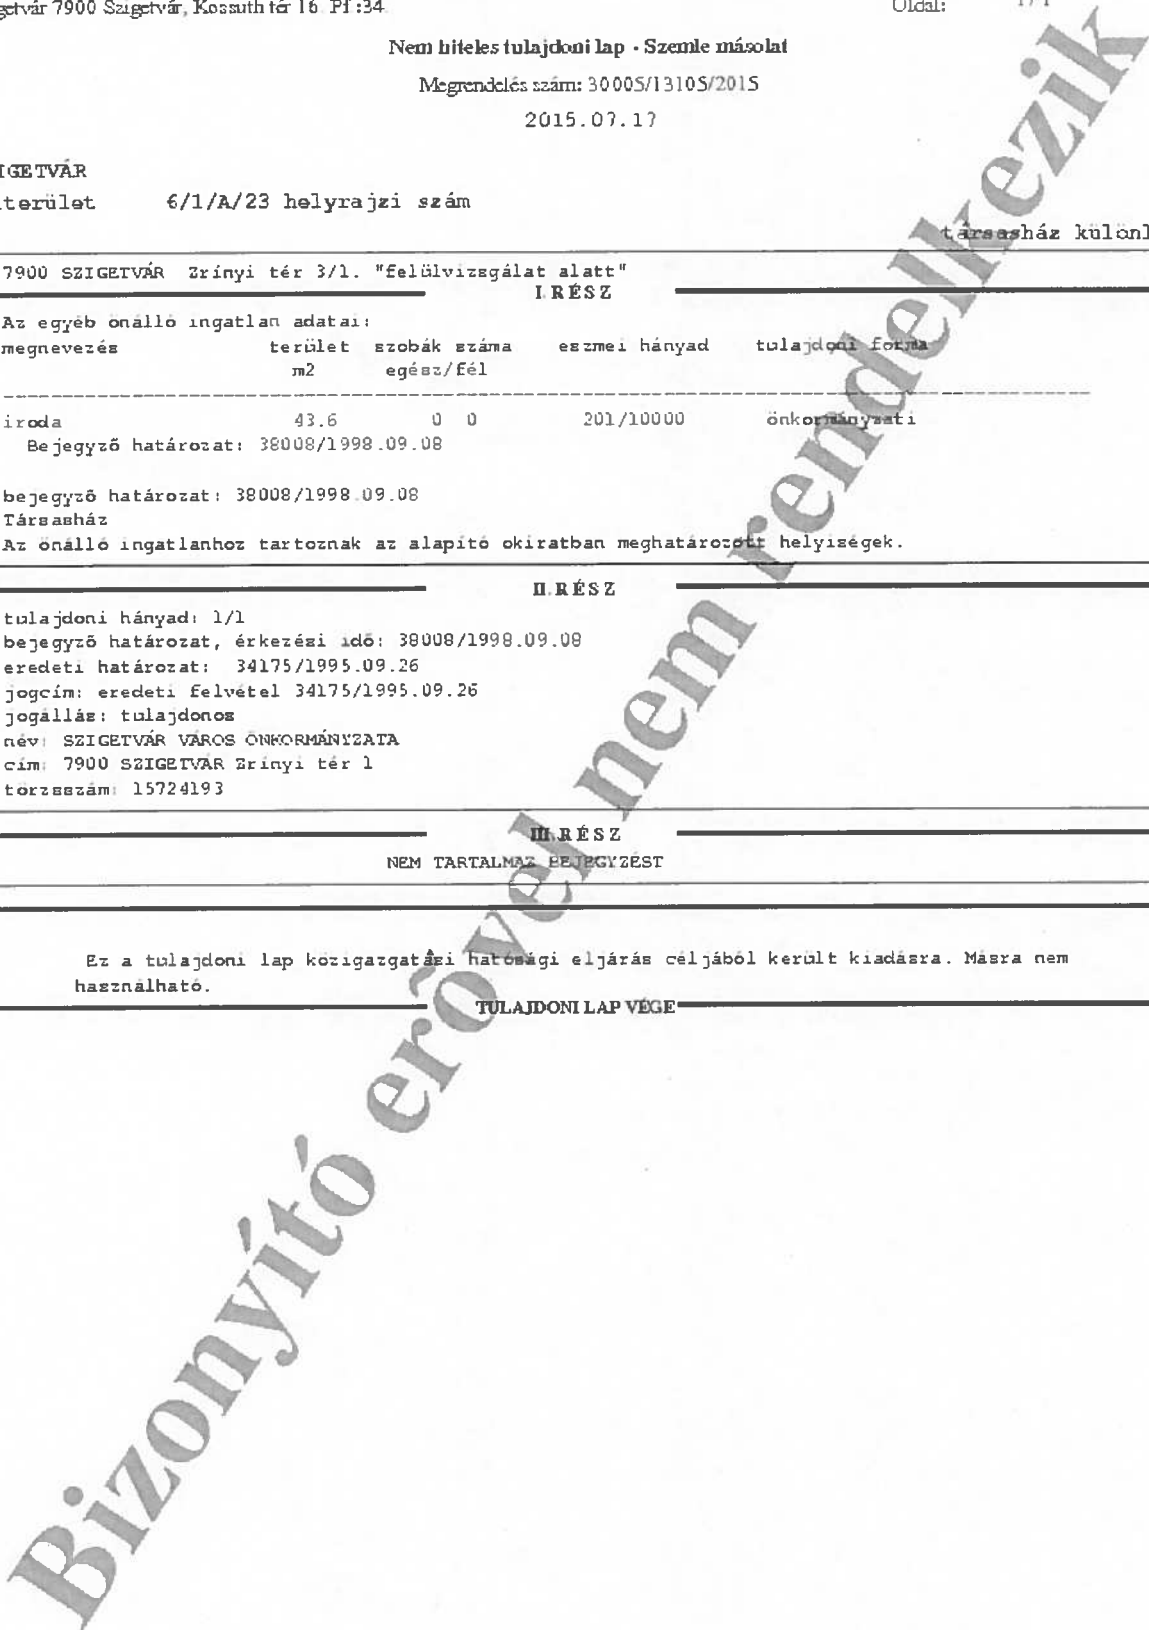 getvár 7900 Szigetvár, Kossuth tér 16. Pf.:34.
Oldal: 1 / 1
Nem hiteles tulajdoni lap - Szemle másolat
Megrendelés szám: 30005/13105/2015
2015.07.17
IGETVÁR
terület 6/1/A/23 helyrajzi szám
társasház különl
7900 SZIGETVÁR Zrínyi tér 3/1. "felülvizsgálat alatt"
I.RÉSZ
Az egyéb önálló ingatlan adatai:
megnevezés terület szobák száma eszmei hányad tulajdoni forma
m2 egész/fél
iroda 43.6 0 0 201/10000 önkormányzati
Bejegyző határozat: 38008/1998.09.08
bejegyző határozat: 38008/1998.09.08
Társasház
Az önálló ingatlanhoz tartoznak az alapító okiratban meghatározott helyiségek.
II.RÉSZ
tulajdoni hányad: 1/1
bejegyző határozat, érkezési idő: 38008/1998.09.08
eredeti határozat: 34175/1995.09.26
jogcím: eredeti felvétel 34175/1995.09.26
jogállás: tulajdonos
név: SZIGETVÁR VÁROS ÖNKORMÁNYZATA
cím: 7900 SZIGETVÁR Zrínyi tér 1
törzsszám: 15724193
III.RÉSZ
NEM TARTALMAZ BEJEGYZÉST
Ez a tulajdoni lap közigazgatási hatósági eljárás céljából került kiadásra. Másra nem
használható.
TULAJDONI LAP VÉGE
Bizonyító erővel nem rendelkezik